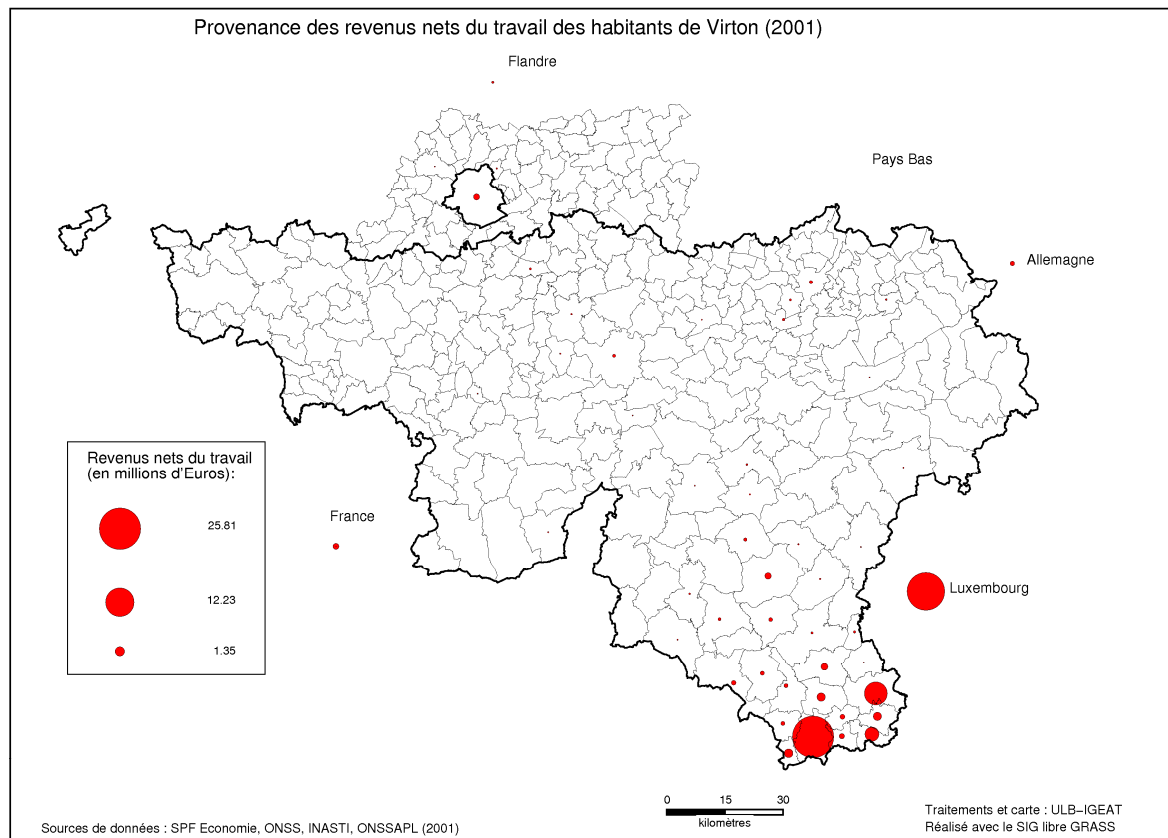 Provenance des revenus nets du travail des habitants de Virton (2001)
Flandre
Pays Bas
Allemagne
Revenus nets du travail
(en millions d'Euros):
25.81
12.23
1.35
France
Luxembourg
0 15 30
kilomètres
Sources de données : SPF Economie, ONSS, INASTI, ONSSAPL (2001)
Traitements et carte : ULB-IGEAT
Réalisé avec le SIG libre GRASS